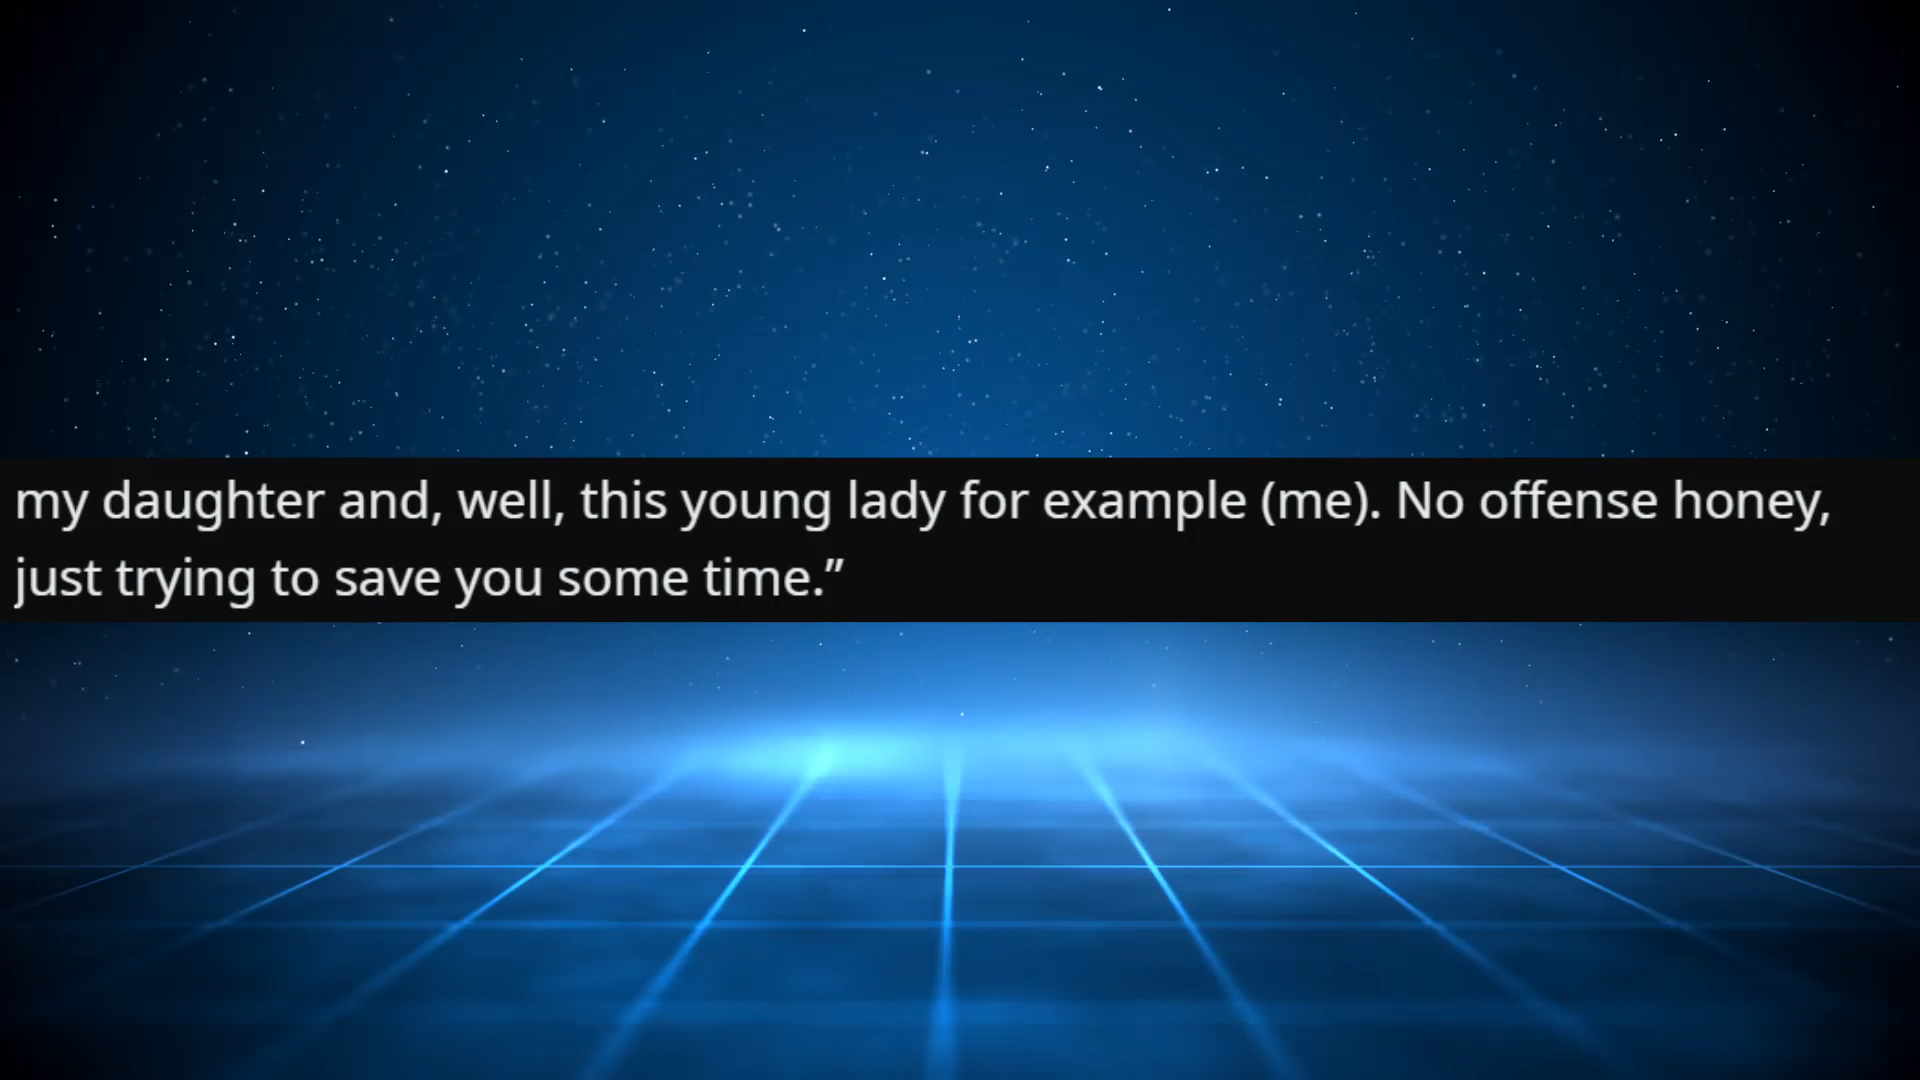 my daughter and, well, this young lady for example (me). No offense honey,
just trying to save you some time.”